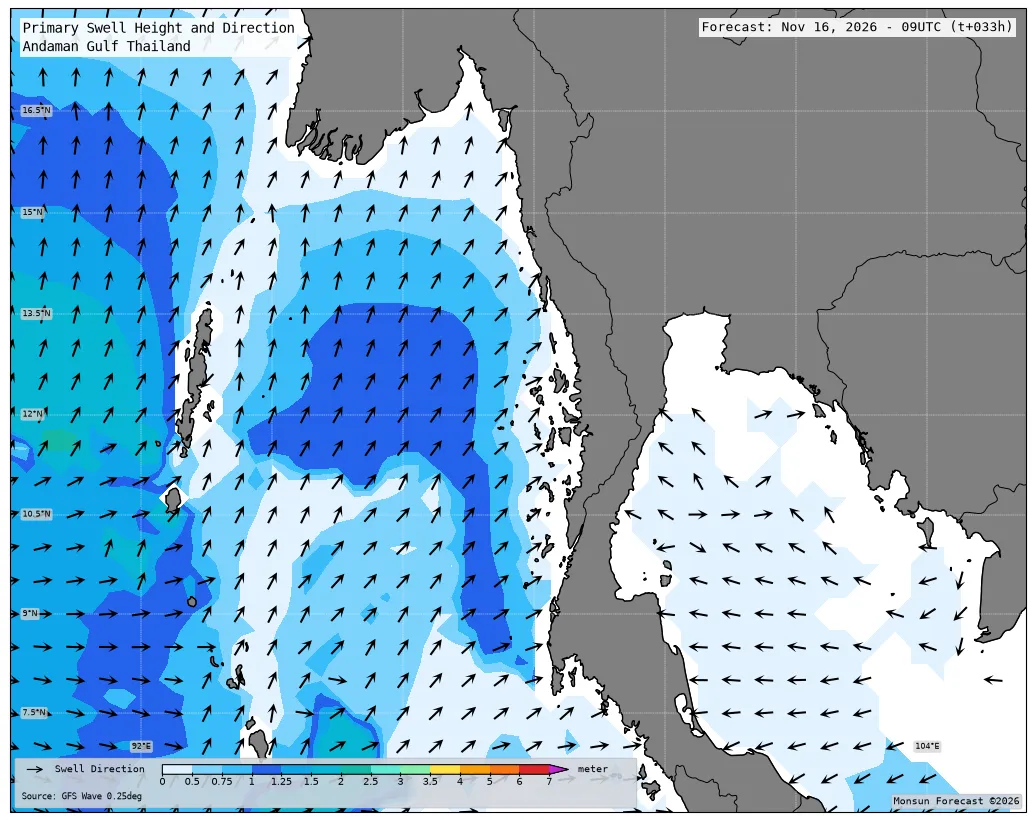 Primary Swell Height and Direction
Andaman Gulf Thailand
Forecast: Nov 16, 2026 - 09UTC (t+033h)
16.5°N
15°N
13.5°N
12°N
10.5°N
9°N
7.5°N
92°E
104°E
Swell Direction
meter
0 0.5 0.75 1.25 1.5 2 2.5 3 3.5 4 5 6 7
Source: GFS Wave 0.25deg
Monsun Forecast ©2026